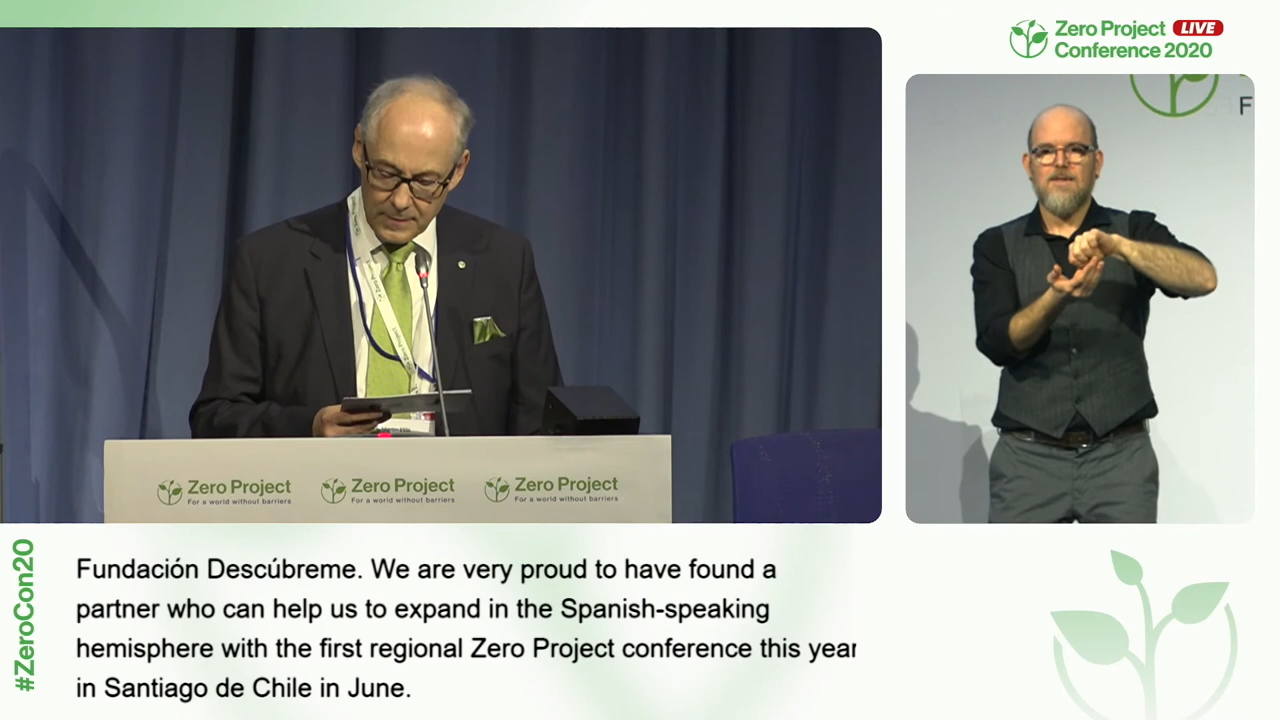 Zero Project LIVE
Conference 2020
F
Zero Project
For a world without barriers
Zero Project
For a world without barriers
Zero Project
For a world without barriers
#ZeroCon20
Fundación Descúbreme. We are very proud to have found a
partner who can help us to expand in the Spanish-speaking
hemisphere with the first regional Zero Project conference this year
in Santiago de Chile in June.